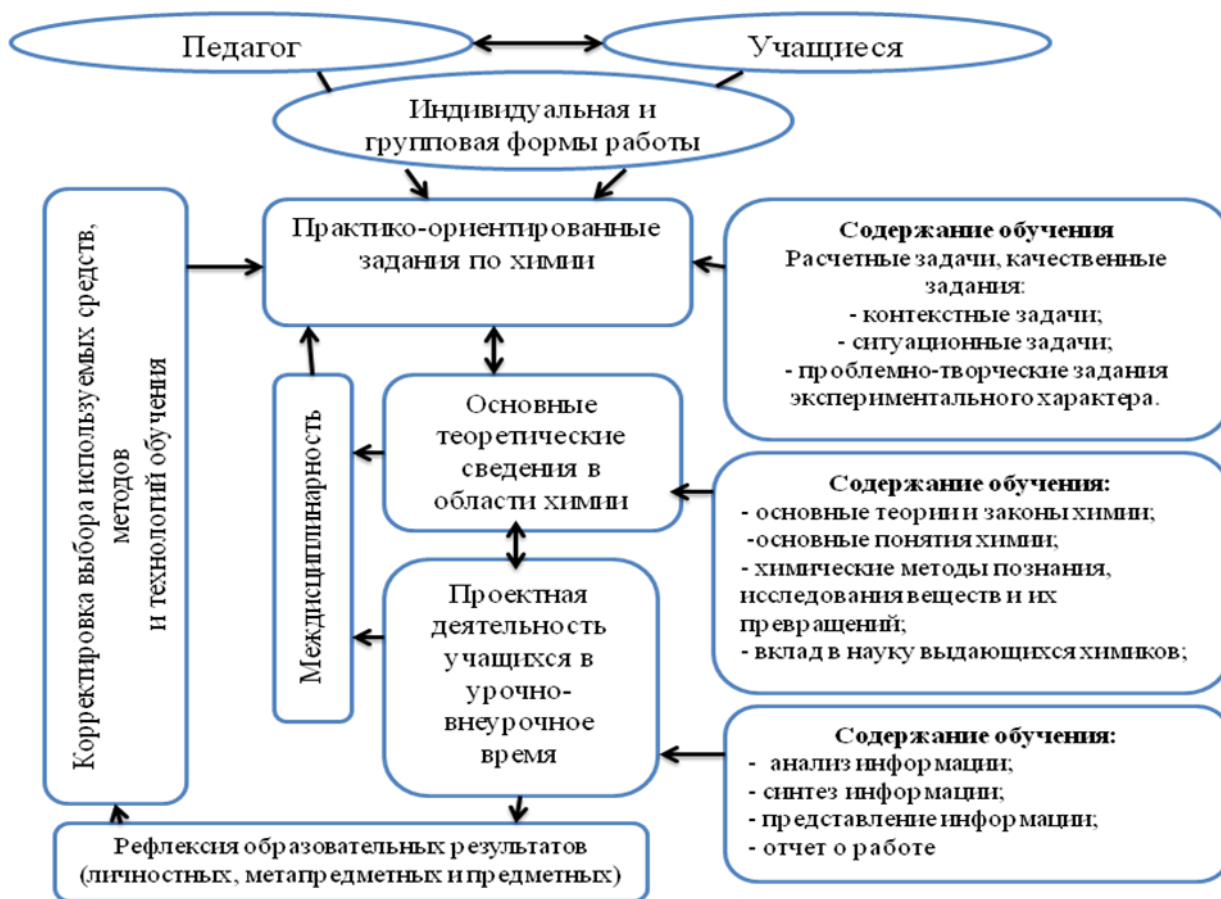 Педагог
Учащиеся
Индивидуальная и
групповая формы работы
Корректировка выбора используемых средств,
методов
и технологий обучения
Практико-ориентированные
задания по химии
Содержание обучения
Расчетные задачи, качественные
задания:
- контекстные задачи;
- ситуационные задачи;
- проблемно-творческие задания
экспериментального характера.
Междисциплинарность
Основные
теоретические
сведения в
области химии
Содержание обучения:
- основные теории и законы химии;
-основные понятия химии;
- химические методы познания,
исследования веществ и их
превращений;
- вклад в науку выдающихся химиков;
Проектная
деятельность
учащихся в
урочно-
внеурочное
время
Содержание обучения:
- анализ информации;
- синтез информации;
- представление информации;
- отчет о работе
Рефлексия образовательных результатов
(личностных, метапредметных и предметных)